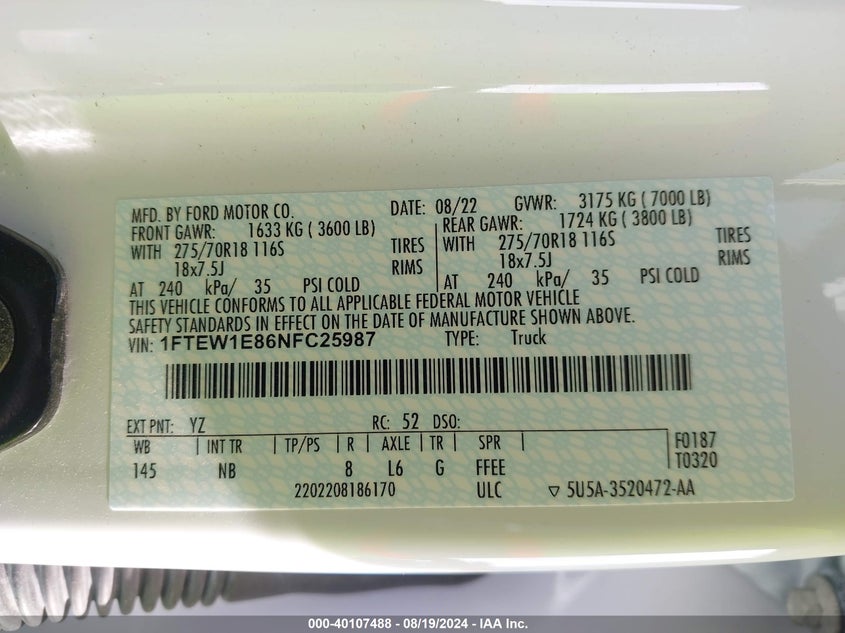 MFD. BY FORD MOTOR CO. DATE: 08/22 GVWR: 3175 KG ( 7000 LB)
FRONT GAWR: 1633 KG ( 3600 LB) REAR GAWR: 1724 KG ( 3800 LB)
WITH 275/70R18 116S TIRES WITH 275/70R18 116S TIRES
18x7.5J RIMS 18x7.5J RIMS
AT 240 kPa/ 35 PSI COLD AT 240 kPa/ 35 PSI COLD
THIS VEHICLE CONFORMS TO ALL APPLICABLE FEDERAL MOTOR VEHICLE
SAFETY STANDARDS IN EFFECT ON THE DATE OF MANUFACTURE SHOWN ABOVE.
VIN: 1FTEW1E86NFC25987 TYPE: Truck
EXT PNT: YZ RC: 52 DSO:
WB INT TR TP/PS R AXLE TR SPR F0187
145 NB 8 L6 G FFEE T0320
2202208186170 ULC ▽ 5U5A-3520472-AA
000-40107488 - 08/19/2024 - IAA Inc.